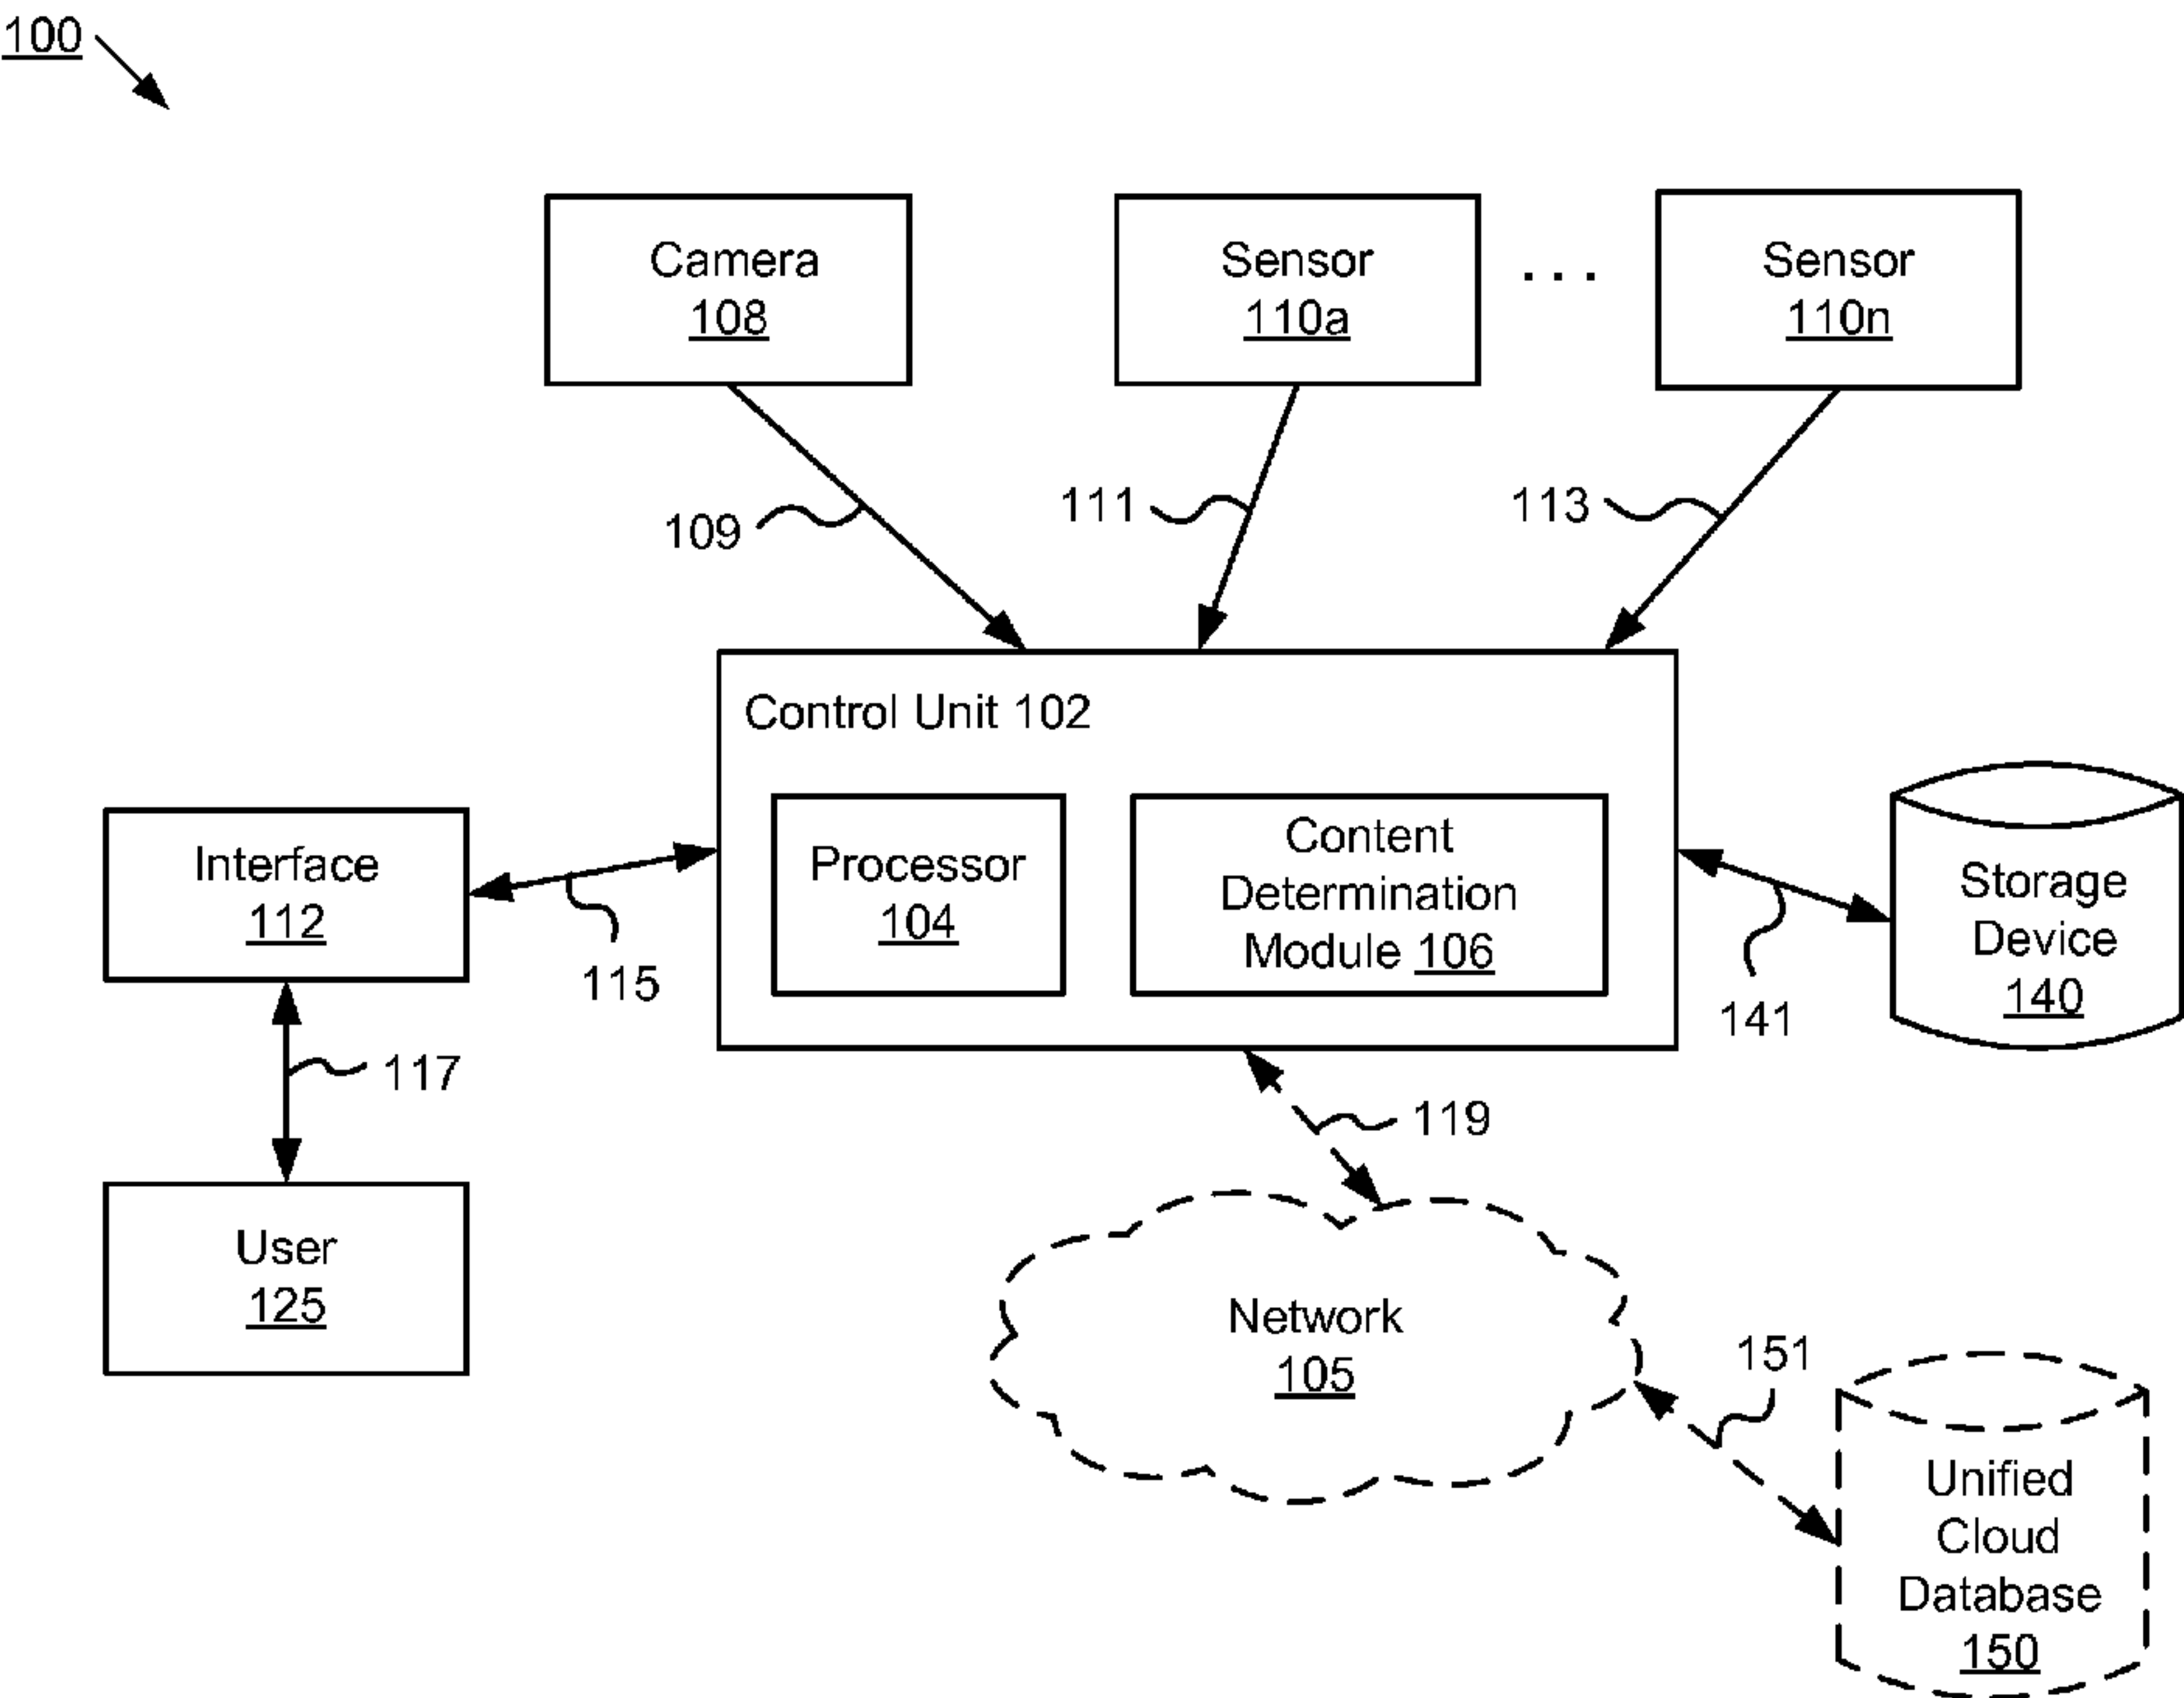 100
Camera
108
Sensor
110a
. . .
Sensor
110n
109
111
113
Control Unit 102
Interface
112
Processor
104
Content
Determination
Module 106
Storage
Device
140
115
141
117
119
User
125
Network
105
151
Unified
Cloud
Database
150